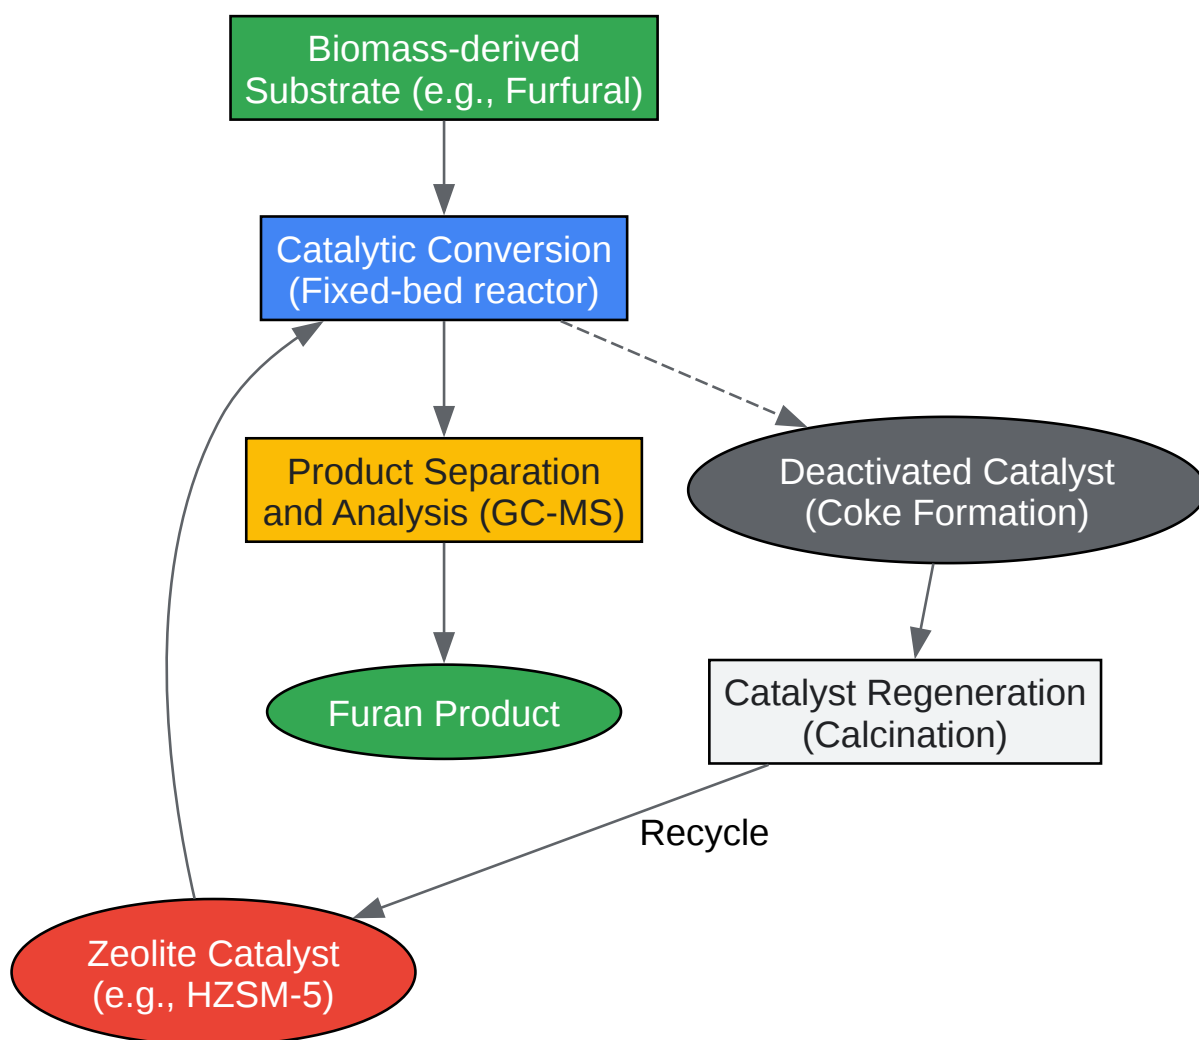 Biomass-derived
Substrate (e.g., Furfural)
Catalytic Conversion
(Fixed-bed reactor)
Product Separation
and Analysis (GC-MS)
Deactivated Catalyst
(Coke Formation)
Furan Product
Catalyst Regeneration
(Calcination)
Recycle
Zeolite Catalyst
(e.g., HZSM-5)